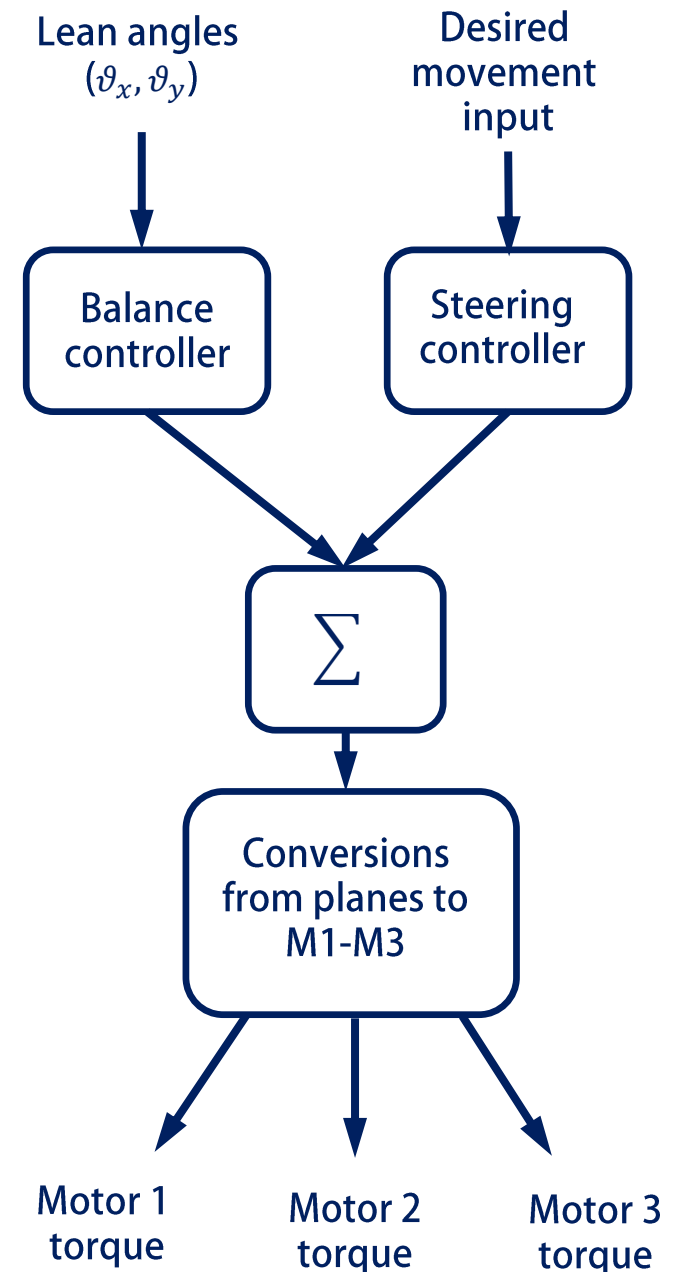 Lean angles
(ϑx, ϑy)
Desired
movement
input
Balance
controller
Steering
controller
∑
Conversions
from planes to
M1-M3
Motor 1
torque
Motor 2
torque
Motor 3
torque